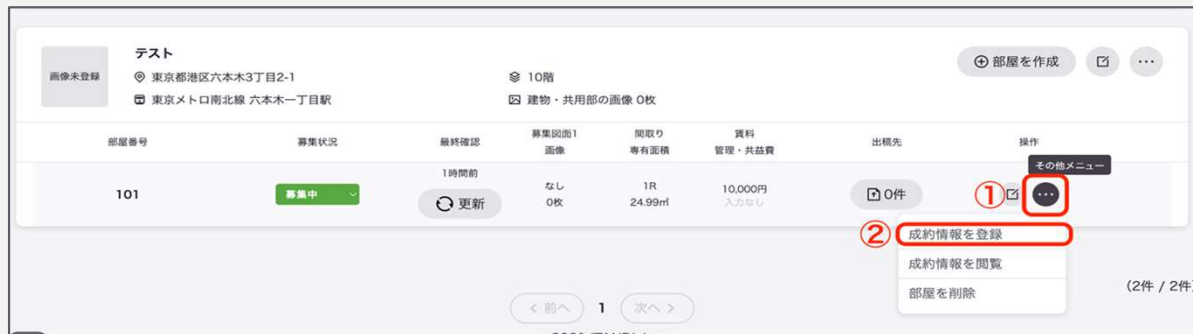 テスト
画像未登録
東京都港区六本木3丁目2-1
10階
東京メトロ南北線 六本木一丁目駅
建物・共用部の画像 0枚
部屋を作成
部屋番号
募集状況
最終確認
募集図面1
画像
間取り
専有面積
賃料
管理・共益費
出稿先
操作
その他メニュー
101
募集中
1時間前
更新
なし
0枚
1R
24.99㎡
10,000円
入力なし
0件
①
②
成約情報を登録
成約情報を閲覧
部屋を削除
(2件 / 2件)
< 前へ
1
次へ >